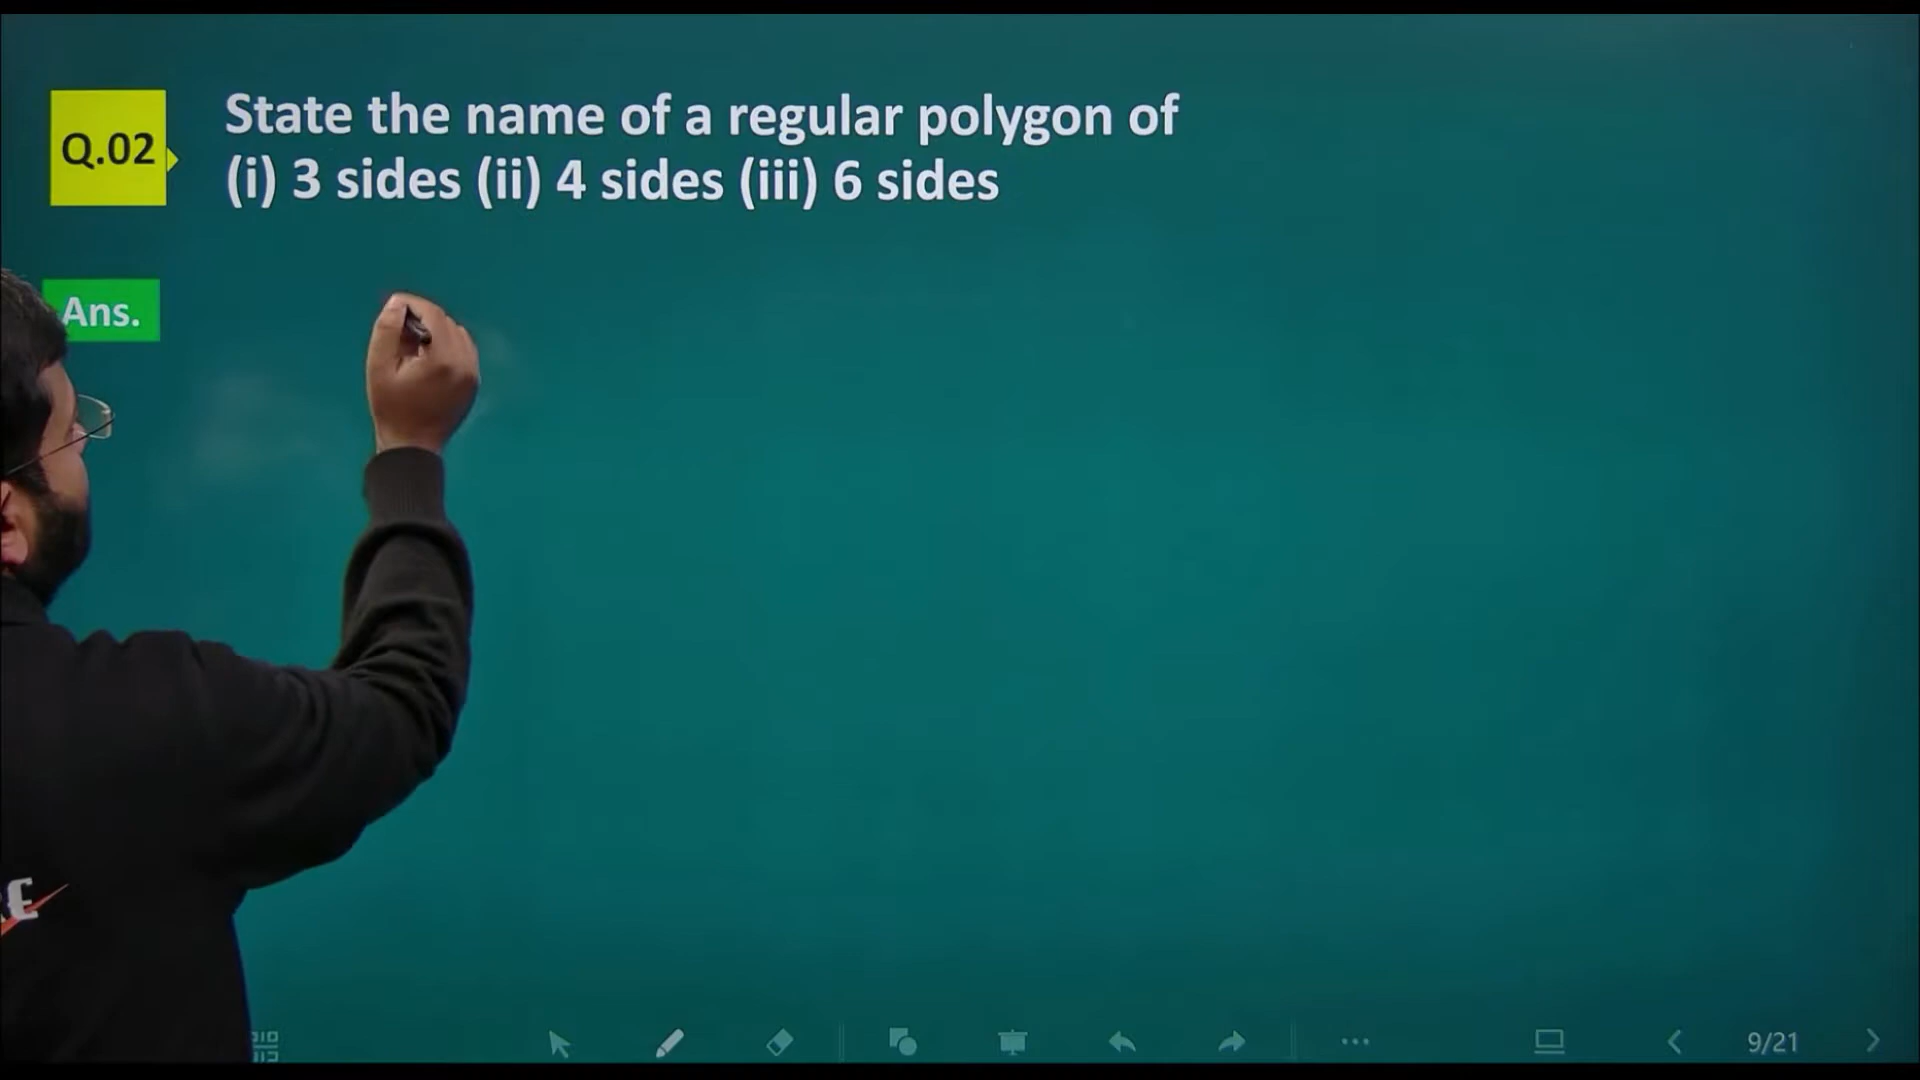 Q.02
State the name of a regular polygon of
(i) 3 sides (ii) 4 sides (iii) 6 sides
Ans.
9/21